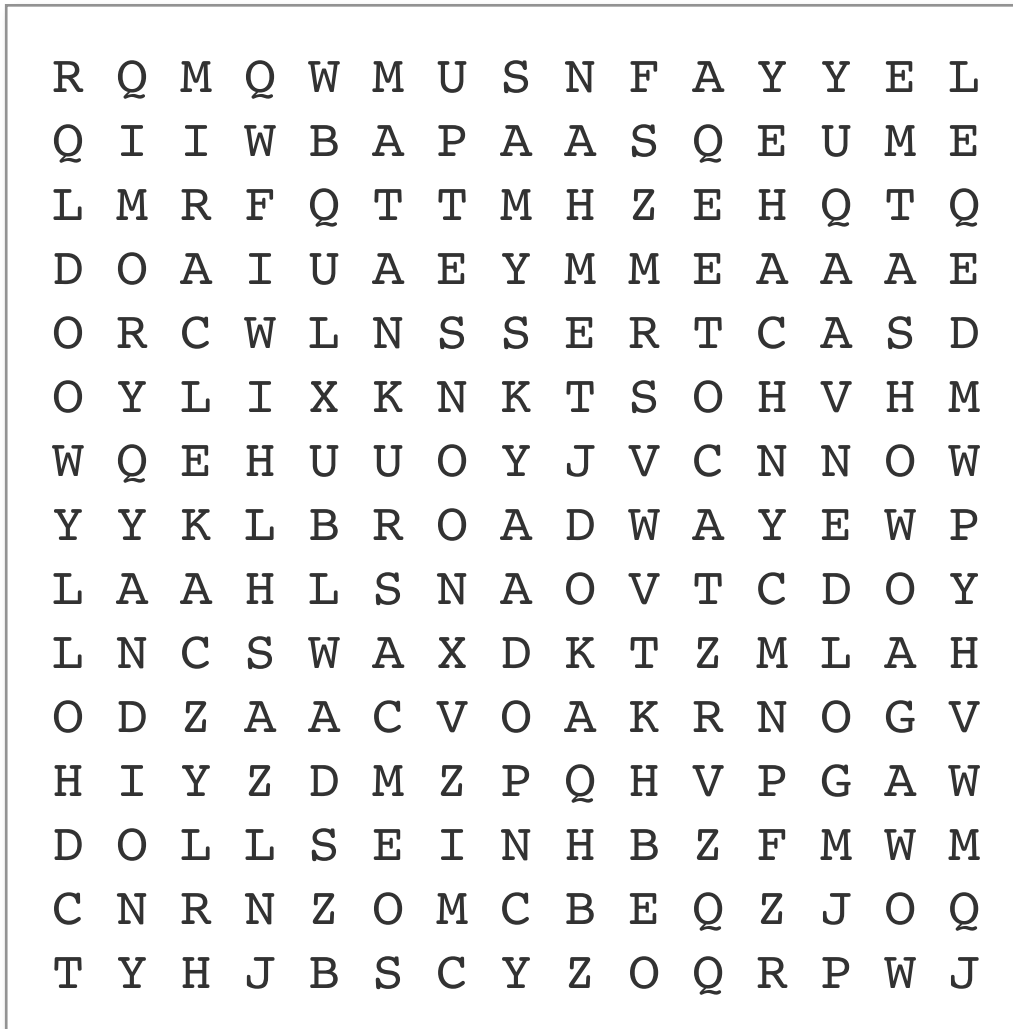 R Q M Q W M U S N F A Y Y E L
Q I I W B A P A A S Q E U M E
L M R F Q T T M H Z E H Q T Q
D O A I U A E Y M M E A A A E
O R C W L N S S E R T C A S D
O Y L I X K N K T S O H V H M
W Q E H U U O Y J V C N N O W
Y Y K L B R O A D W A Y E W P
L A A H L S N A O V T C D O Y
L N C S W A X D K T Z M L A H
O D Z A A C V O A K R N O G V
H I Y Z D M Z P Q H V P G A W
D O L L S E I N H B Z F M W M
C N R N Z O M C B E Q Z J O Q
T Y H J B S C Y Z O Q R P W J